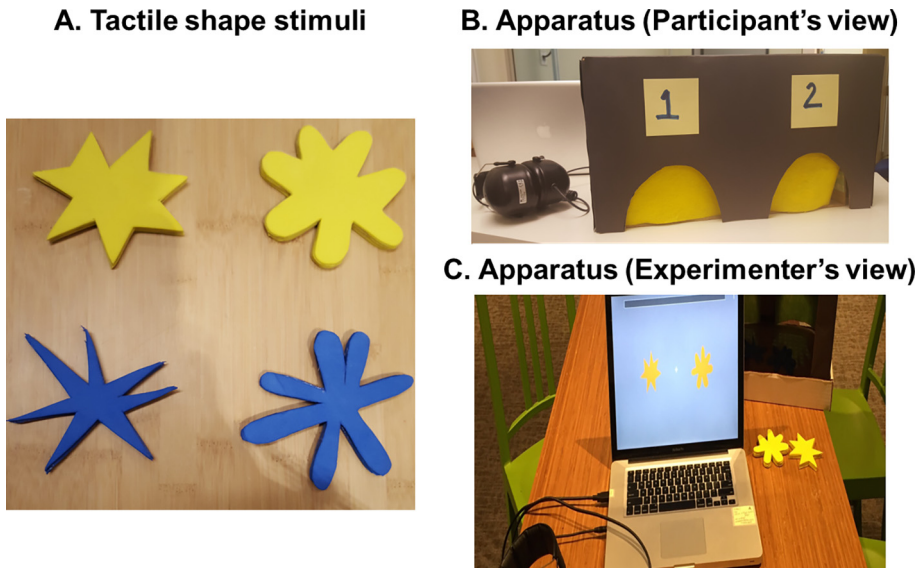 A. Tactile shape stimuli
B. Apparatus (Participant’s view)
1
2
C. Apparatus (Experimenter’s view)